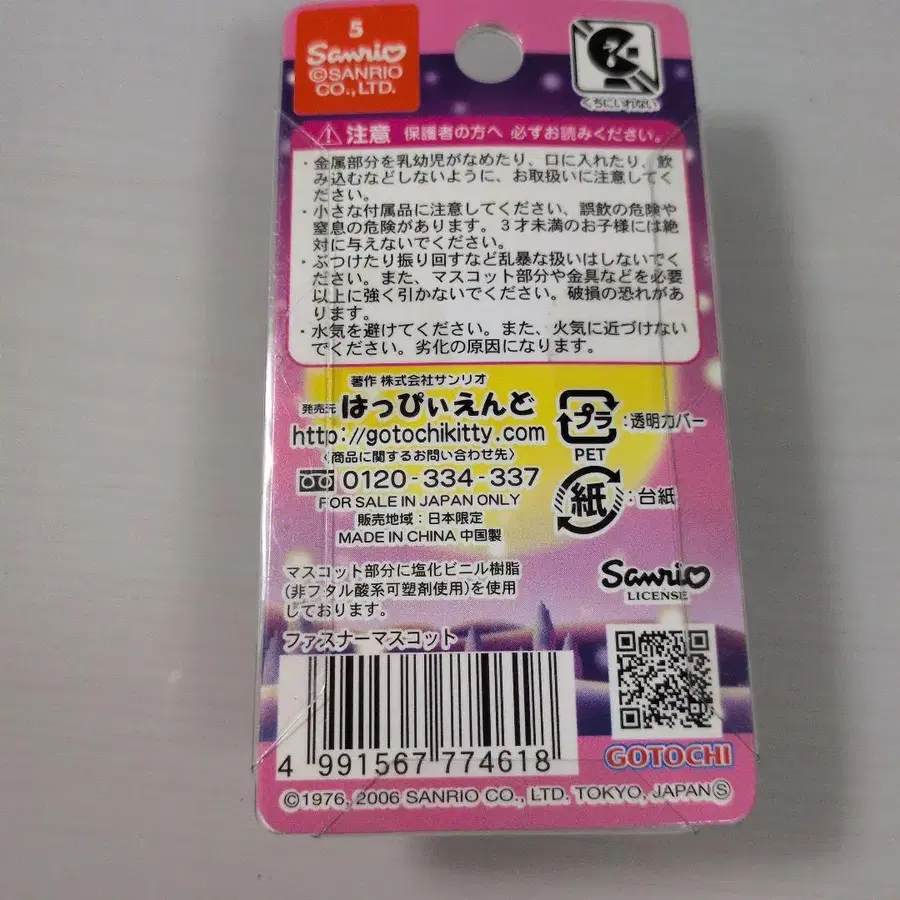 5
Sanrio
©SANRIO
CO.,LTD.
くちにいれない
注意 保護者の方へ 必ずお読みください。
・金属部分を乳幼児がなめたり、口に入れたり、飲
み込むなどしないように、お取扱いに注意してく
ださい。
・小さな付属品に注意してください、誤飲の危険や
窒息の危険があります。３才未満のお子様には絶
対に与えないでください。
・ぶつけたり振り回すなど乱暴な扱いはしないでくだ
さい。また、マスコット部分や金具などを必要
以上に強く引かないでください。破損の恐れがあ
ります。
・水気を避けてください。また、火気に近づけない
でください。劣化の原因になります。
著作 株式会社サンリオ
発売元 はっぴぃえんど
http://gotochikitty.com
〈商品に関するお問い合わせ先〉
0120-334-337
FOR SALE IN JAPAN ONLY
販売地域：日本限定
MADE IN CHINA 中国製
プラ :透明カバー
PET
紙 :台紙
マスコット部分に塩化ビニル樹脂
(非フタル酸系可塑剤使用)を使用
しております。
ファスナーマスコット
Sanrio
LICENSE
4 991567 774618
GOTOCHI
©1976, 2006 SANRIO CO., LTD. TOKYO, JAPAN Ⓢ